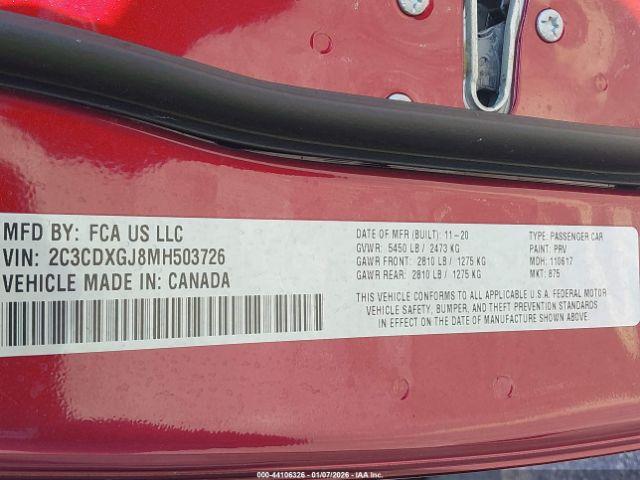 MFD BY: FCA US LLC
VIN: 2C3CDXGJ8MH503726
VEHICLE MADE IN: CANADA
DATE OF MFR (BUILT): 11-20
GVWR: 5450 LB / 2473 KG
GAWR FRONT: 2810 LB / 1275 KG
GAWR REAR: 2810 LB / 1275 KG
TYPE: PASSENGER CAR
PAINT: PRV
MDH: 110617
MKT: 875
THIS VEHICLE CONFORMS TO ALL APPLICABLE U.S.A. FEDERAL MOTOR
VEHICLE SAFETY, BUMPER, AND THEFT PREVENTION STANDARDS
IN EFFECT ON THE DATE OF MANUFACTURE SHOWN ABOVE.
000-44106326 - 01/07/2026 - IAA Inc.